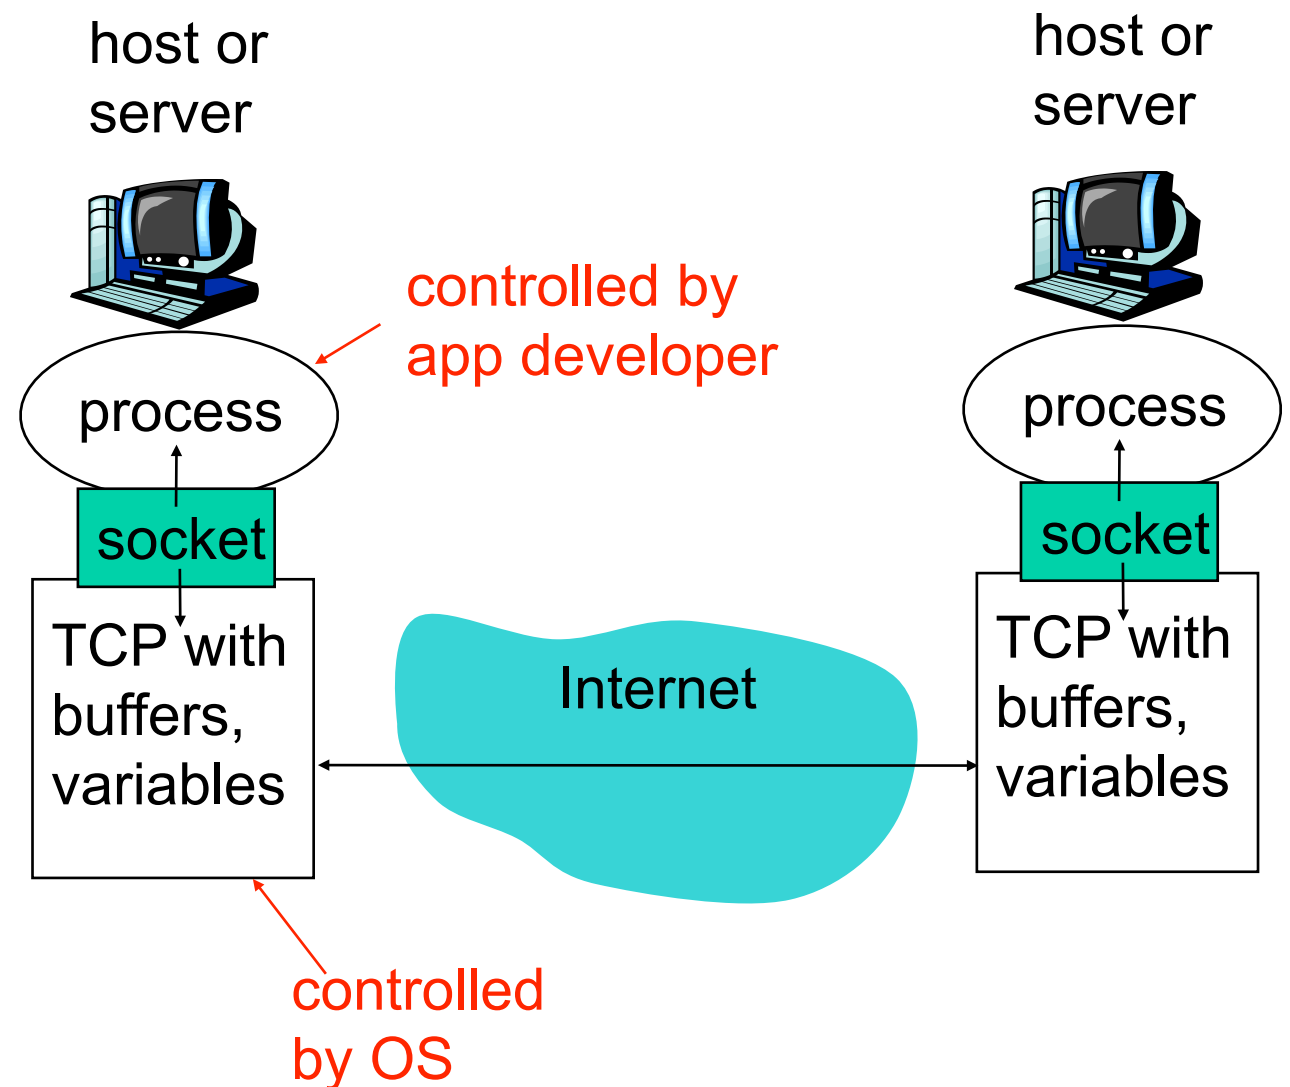 host or
server
host or
server
controlled by
app developer
process
process
socket
socket
TCP with
buffers,
variables
Internet
TCP with
buffers,
variables
controlled
by OS